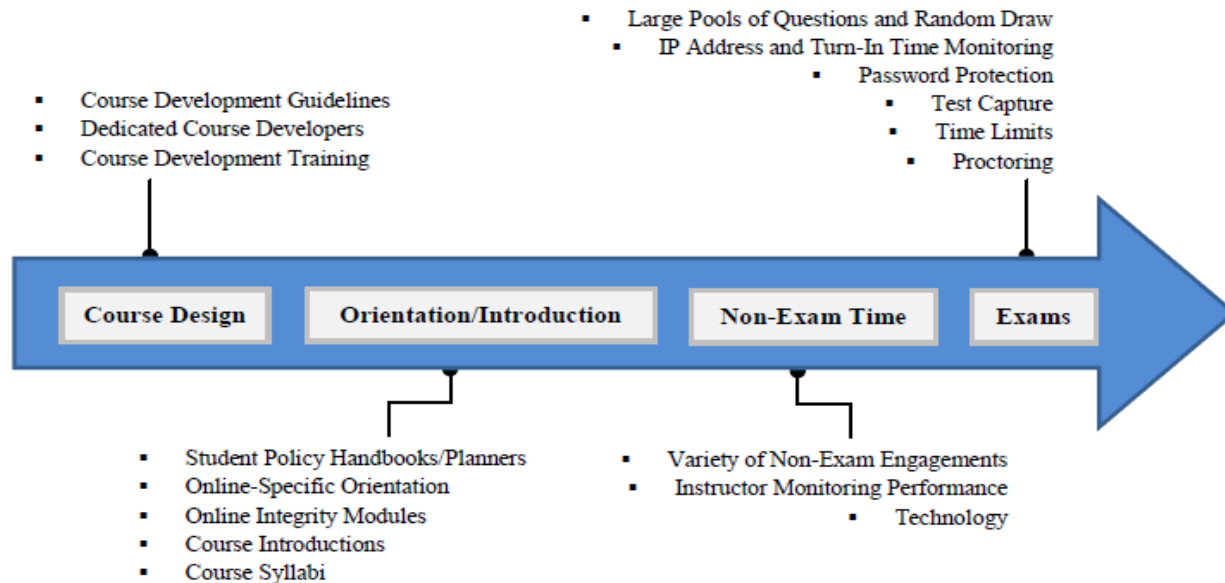 ▪ Large Pools of Questions and Random Draw
▪ IP Address and Turn-In Time Monitoring
▪ Password Protection
▪ Test Capture
▪ Time Limits
▪ Proctoring
▪ Course Development Guidelines
▪ Dedicated Course Developers
▪ Course Development Training
Course Design
Orientation/Introduction
Non-Exam Time
Exams
▪ Student Policy Handbooks/Planners
▪ Online-Specific Orientation
▪ Online Integrity Modules
▪ Course Introductions
▪ Course Syllabi
▪ Variety of Non-Exam Engagements
▪ Instructor Monitoring Performance
▪ Technology